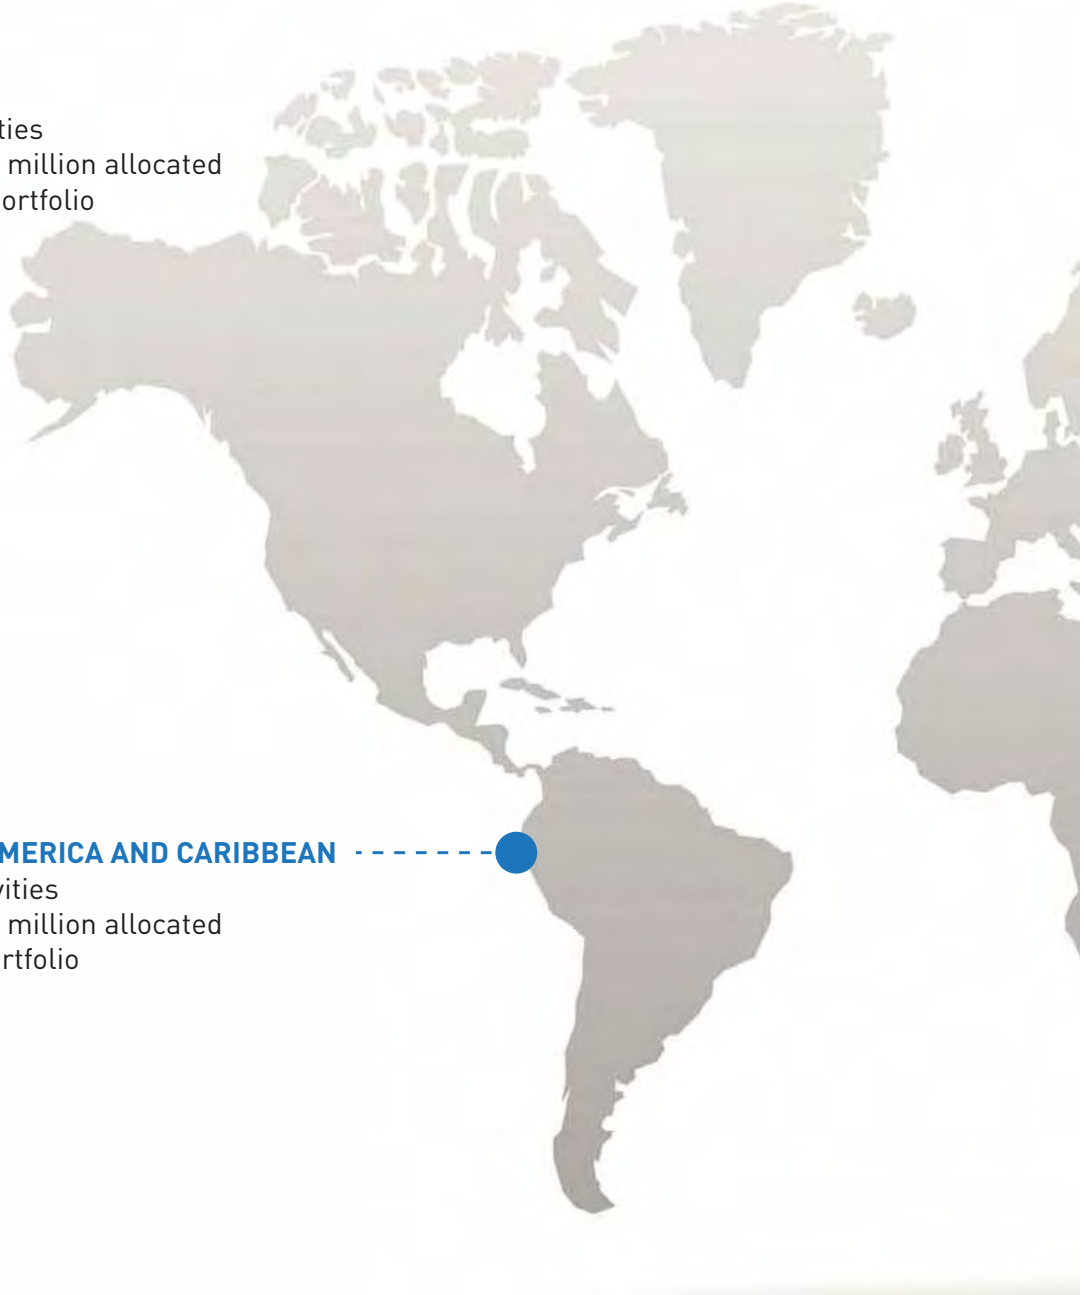 ties
million allocated
ortfolio
MERICA AND CARIBBEAN
vities
million allocated
rtfolio